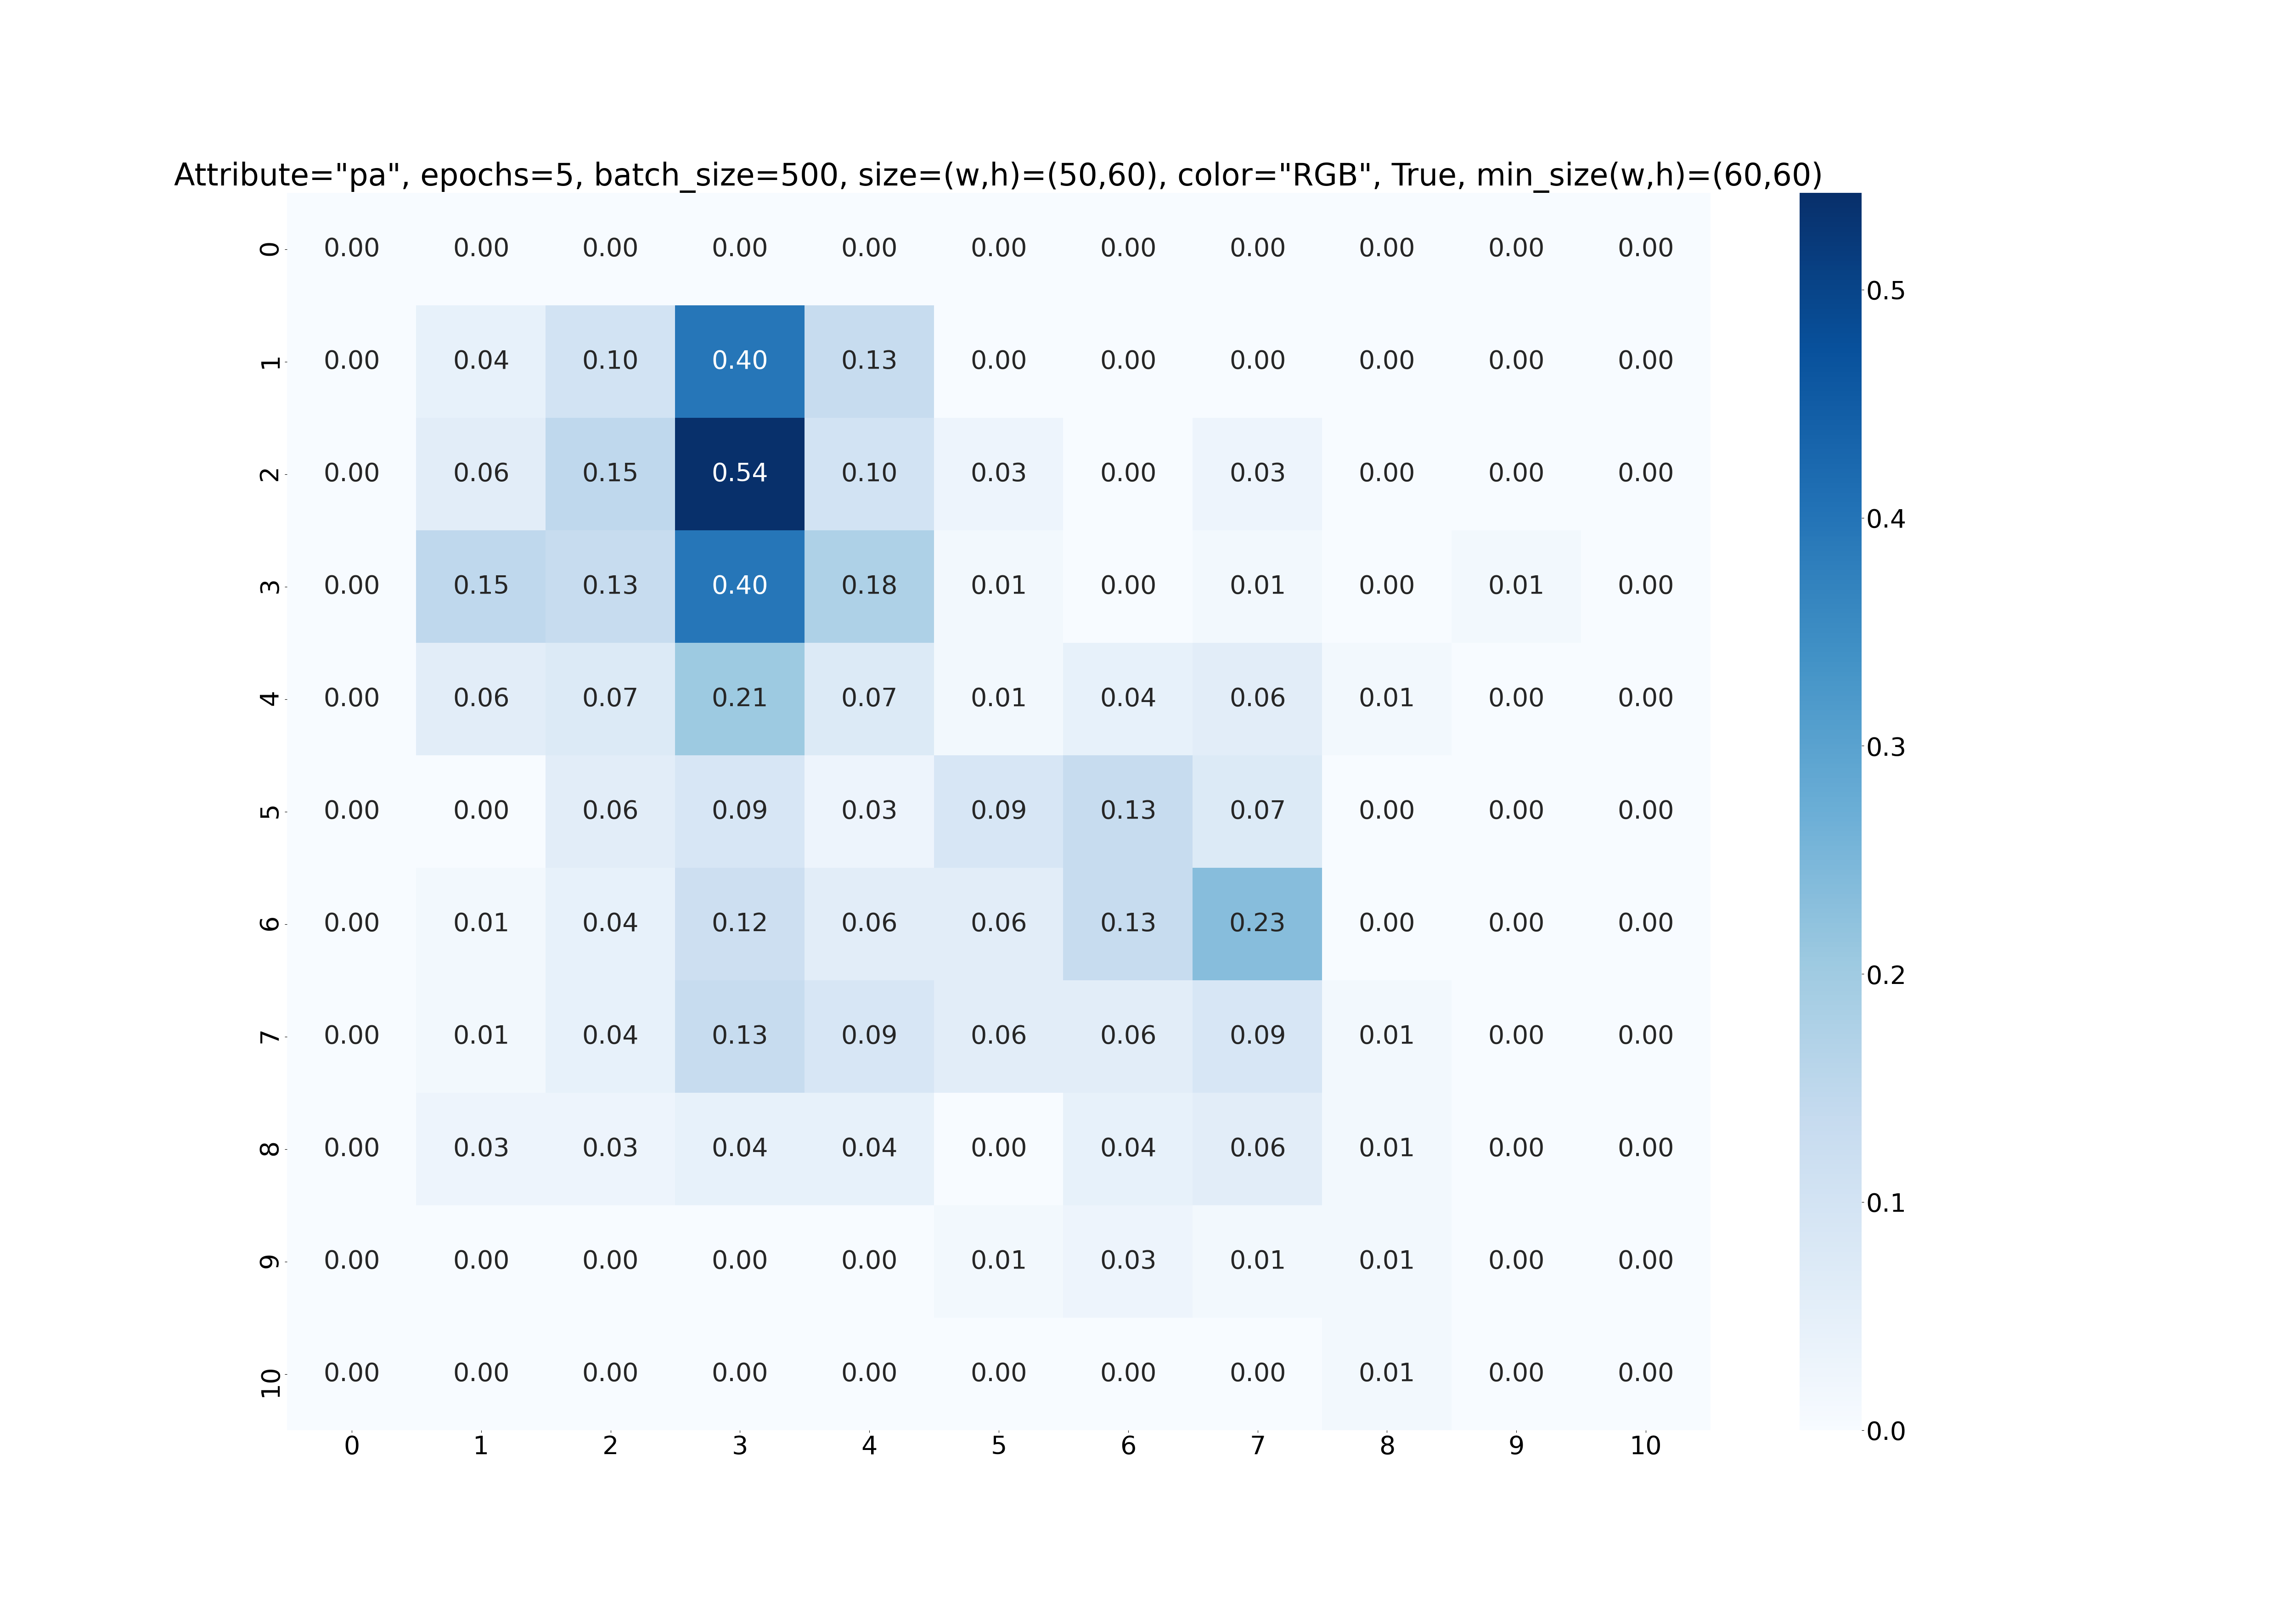 Attribute="pa", epochs=5, batch_size=500, size=(w,h)=(50,60), color="RGB", True, min_size(w,h)=(60,60)
0 0.00 0.00 0.00 0.00 0.00 0.00 0.00 0.00 0.00 0.00 0.00
1 0.00 0.04 0.10 0.40 0.13 0.00 0.00 0.00 0.00 0.00 0.00
2 0.00 0.06 0.15 0.54 0.10 0.03 0.00 0.03 0.00 0.00 0.00
3 0.00 0.15 0.13 0.40 0.18 0.01 0.00 0.01 0.00 0.01 0.00
4 0.00 0.06 0.07 0.21 0.07 0.01 0.04 0.06 0.01 0.00 0.00
5 0.00 0.00 0.06 0.09 0.03 0.09 0.13 0.07 0.00 0.00 0.00
6 0.00 0.01 0.04 0.12 0.06 0.06 0.13 0.23 0.00 0.00 0.00
7 0.00 0.01 0.04 0.13 0.09 0.06 0.06 0.09 0.01 0.00 0.00
8 0.00 0.03 0.03 0.04 0.04 0.00 0.04 0.06 0.01 0.00 0.00
9 0.00 0.00 0.00 0.00 0.00 0.01 0.03 0.01 0.01 0.00 0.00
10 0.00 0.00 0.00 0.00 0.00 0.00 0.00 0.00 0.01 0.00 0.00
0 1 2 3 4 5 6 7 8 9 10
0.5
0.4
0.3
0.2
0.1
0.0